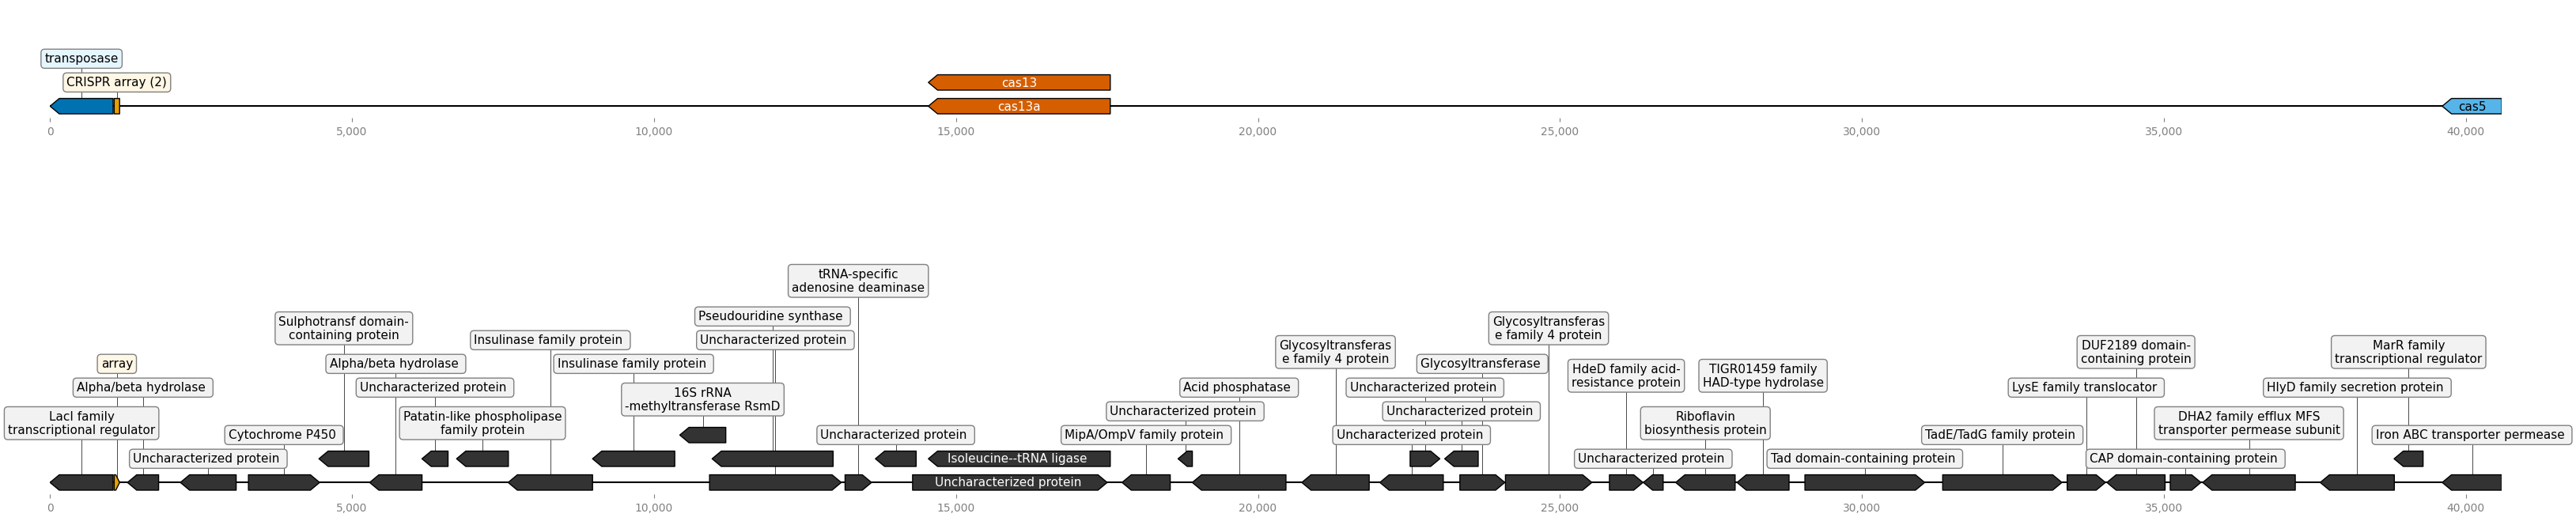 transposase
CRISPR array (2)
cas13
cas13a
cas5
0
5,000
10,000
15,000
20,000
25,000
30,000
35,000
40,000
tRNA-specific
adenosine deaminase
Pseudouridine synthase
Sulphotransf domain-
containing protein
Glycosyltransferas
e family 4 protein
Insulinase family protein
Uncharacterized protein
Glycosyltransferas
e family 4 protein
DUF2189 domain-
containing protein
MarR family
transcriptional regulator
array
Alpha/beta hydrolase
Insulinase family protein
Glycosyltransferase
HdeD family acid-
resistance protein
TIGR01459 family
HAD-type hydrolase
Alpha/beta hydrolase
Uncharacterized protein
16S rRNA
-methyltransferase RsmD
Acid phosphatase
Uncharacterized protein
LysE family translocator
HlyD family secretion protein
LacI family
transcriptional regulator
Patatin-like phospholipase
family protein
Uncharacterized protein
Uncharacterized protein
Riboflavin
biosynthesis protein
DHA2 family efflux MFS
transporter permease subunit
Cytochrome P450
Uncharacterized protein
MipA/OmpV family protein
Uncharacterized protein
TadE/TadG family protein
Iron ABC transporter permease
Uncharacterized protein
Isoleucine--tRNA ligase
Uncharacterized protein
Tad domain-containing protein
CAP domain-containing protein
Uncharacterized protein
0
5,000
10,000
15,000
20,000
25,000
30,000
35,000
40,000